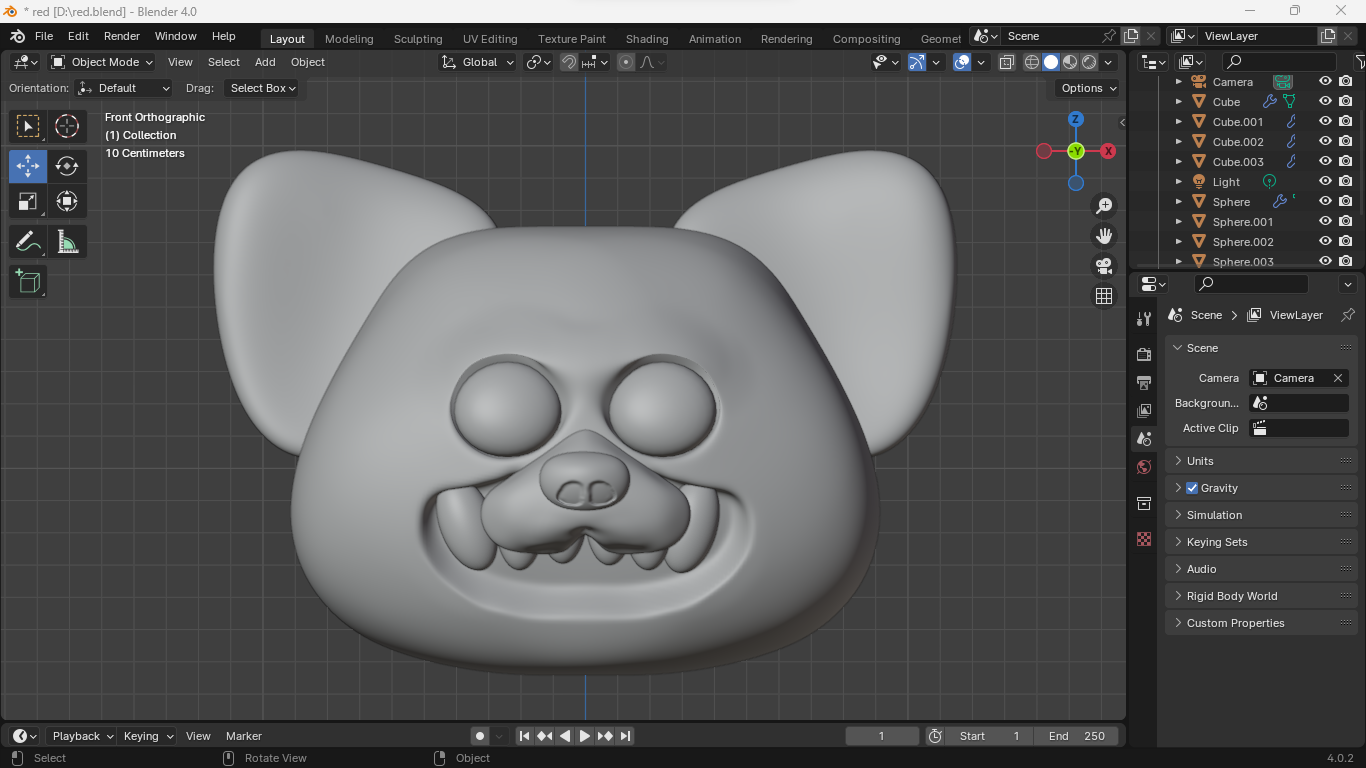 * red [D:\red.blend] - Blender 4.0
File Edit Render Window Help Layout Modeling Sculpting UV Editing Texture Paint Shading Animation Rendering Compositing Geomet Scene ViewLayer
Object Mode View Select Add Object Global
Orientation: Default Drag: Select Box Options
Front Orthographic
(1) Collection
10 Centimeters
Z
-Y
X
Camera
Cube
Cube.001
Cube.002
Cube.003
Light
Sphere
Sphere.001
Sphere.002
Sphere.003
Scene > ViewLayer
Scene
Camera Camera
Backgroun...
Active Clip
Units
Gravity
Simulation
Keying Sets
Audio
Rigid Body World
Custom Properties
Playback Keying View Marker 1 Start 1 End 250
Select Rotate View Object 4.0.2